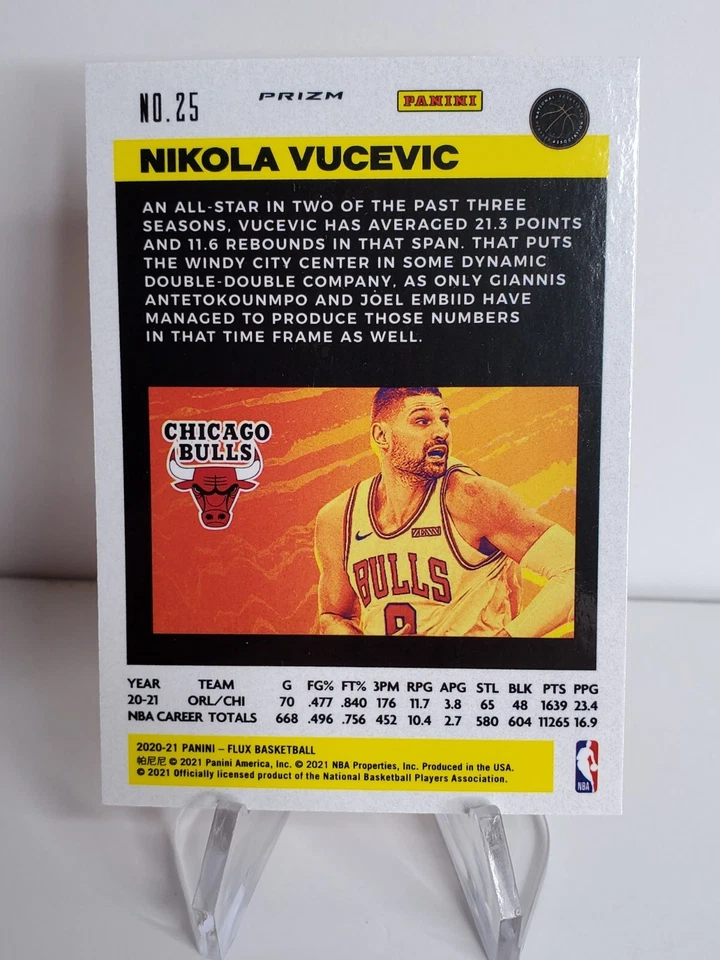 NO.25 PRIZM PANINI
NATIONAL BASKETBALL ASSOCIATION
NIKOLA VUCEVIC
AN ALL-STAR IN TWO OF THE PAST THREE
SEASONS, VUCEVIC HAS AVERAGED 21.3 POINTS
AND 11.6 REBOUNDS IN THAT SPAN. THAT PUTS
THE WINDY CITY CENTER IN SOME DYNAMIC
DOUBLE-DOUBLE COMPANY, AS ONLY GIANNIS
ANTETOKOUNMPO AND JOEL EMBIID HAVE
MANAGED TO PRODUCE THOSE NUMBERS
IN THAT TIME FRAME AS WELL.
CHICAGO
BULLS
ZENNI
BULLS
9
YEAR TEAM G FG% FT% 3PM RPG APG STL BLK PTS PPG
20-21 ORL/CHI 70 .477 .840 176 11.7 3.8 65 48 1639 23.4
NBA CAREER TOTALS 668 .496 .756 452 10.4 2.7 580 604 11265 16.9
2020-21 PANINI – FLUX BASKETBALL
帕尼尼 © 2021 Panini America, Inc. © 2021 NBA Properties, Inc. Produced in the USA.
© 2021 Officially licensed product of the National Basketball Players Association.
NBA